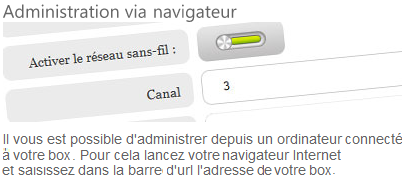 Administration via navigateur
Activer le réseau sans-fil :
Canal
3
Il vous est possible d'administrer depuis un ordinateur connecté
à votre box. Pour cela lancez votre navigateur Internet
et saisissez dans la barre d'url l'adresse de votre box.